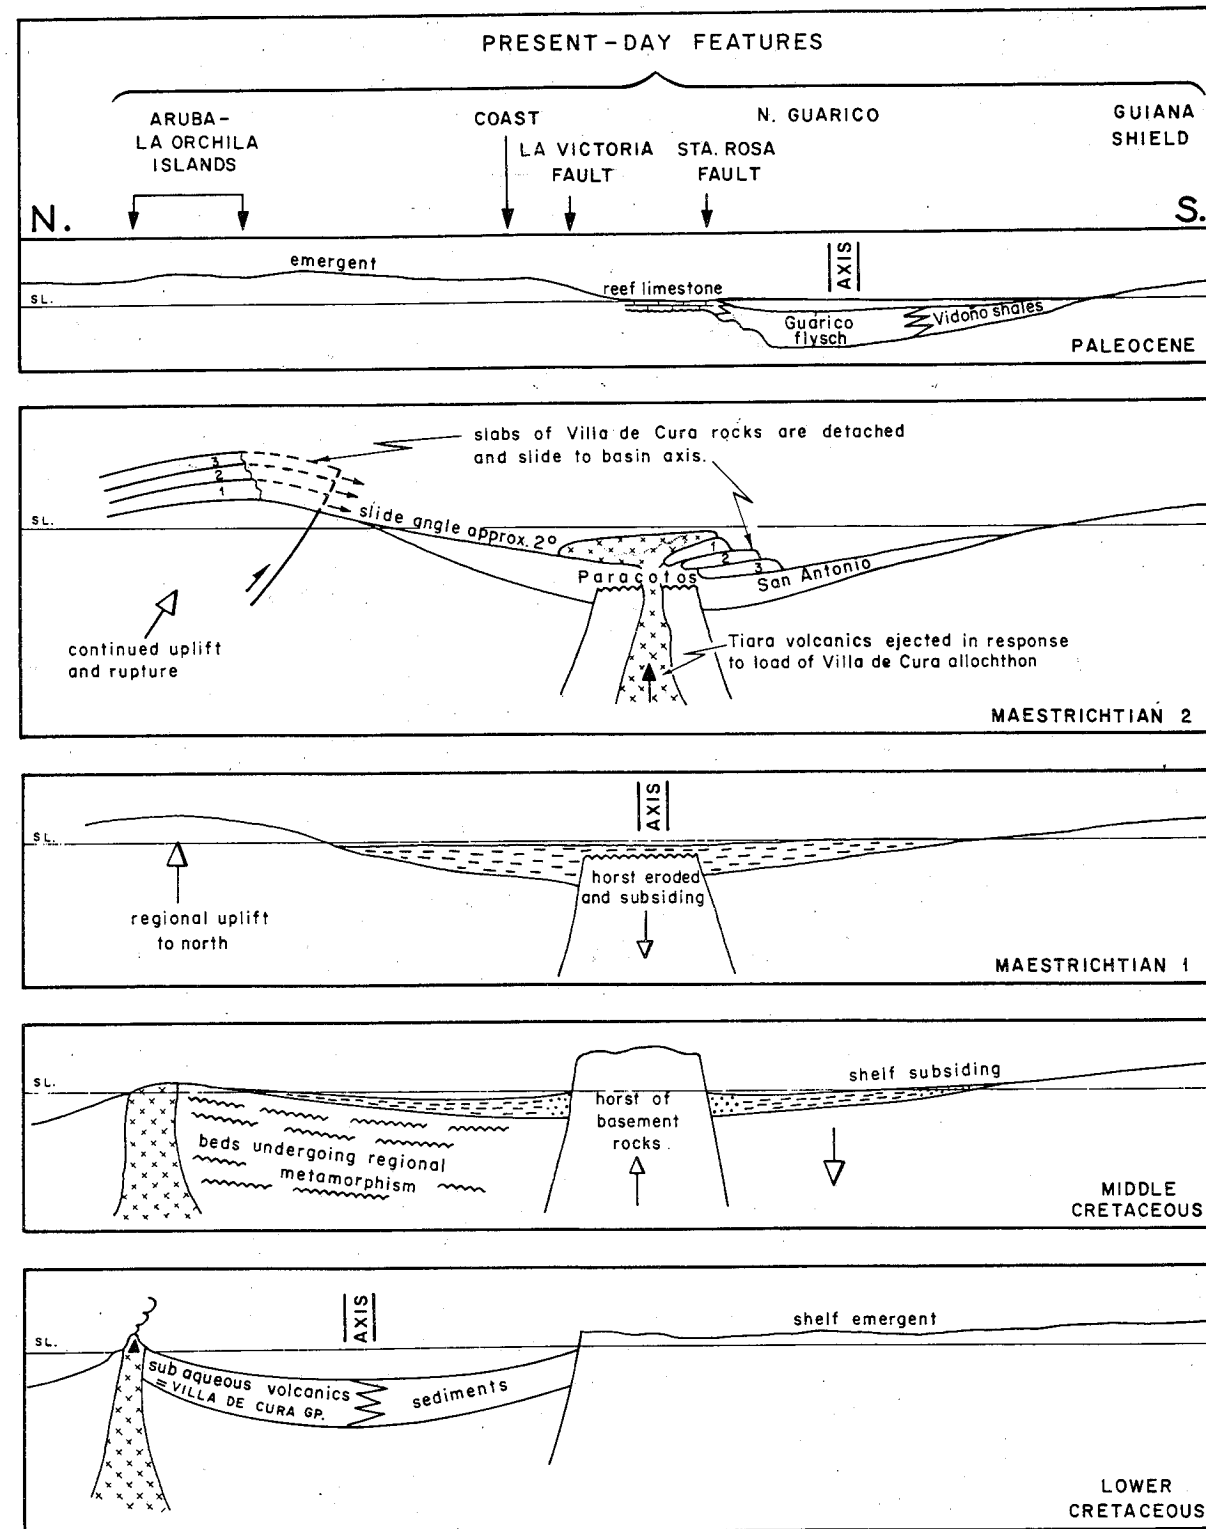 PRESENT-DAY FEATURES
ARUBA-
LA ORCHILA
ISLANDS
COAST
LA VICTORIA
FAULT
STA. ROSA
FAULT
N. GUARICO
GUIANA
SHIELD
N.
S.
emergent
SL.
reef limestone
AXIS
Guárico
flysch
Vidoño shales
PALEOCENE
slabs of Villa de Cura rocks are detached
and slide to basin axis.
3
2
1
SL.
slide angle approx. 2°
1
2
3
Paracotos
San Antonio
continued uplift
and rupture
Tiara volcanics ejected in response
to load of Villa de Cura allochthon
MAESTRICHTIAN 2
AXIS
SL.
horst eroded
and subsiding
regional uplift
to north
MAESTRICHTIAN 1
SL.
shelf subsiding
horst of
basement
rocks
beds undergoing regional
metamorphism
MIDDLE
CRETACEOUS
AXIS
shelf emergent
SL.
sub aqueous volcanics
= VILLA DE CURA GP.
sediments
LOWER
CRETACEOUS